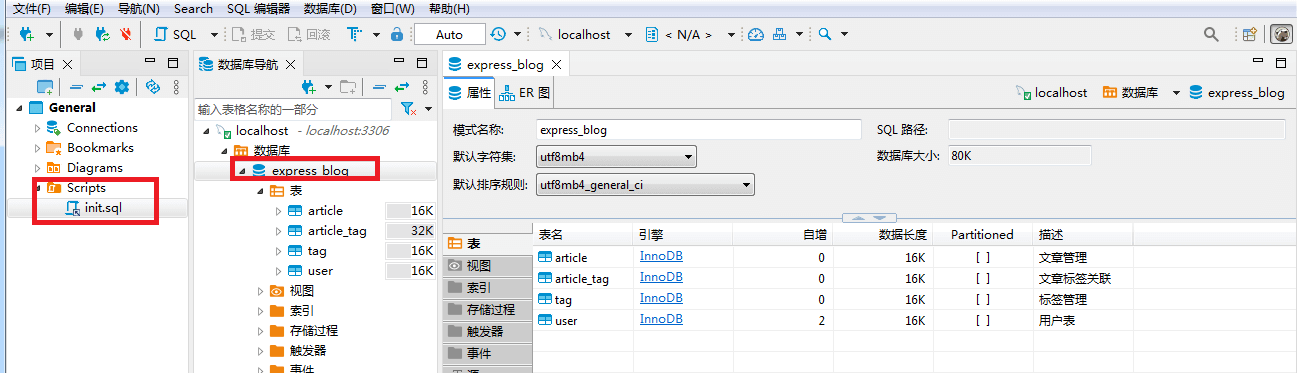 文件(F) 编辑(E) 导航(N) Search SQL 编辑器 数据库(D) 窗口(W) 帮助(H)
SQL 提交 回滚 T Auto localhost < N/A >
项目
General
Connections
Bookmarks
Diagrams
Scripts
init.sql
数据库导航
输入表格名称的一部分
localhost - localhost:3306
数据库
express_blog
表
article 16K
article_tag 32K
tag 16K
user 16K
视图
索引
存储过程
触发器
事件
express_blog
属性 ER 图 localhost 数据库 express_blog
模式名称: express_blog SQL 路径:
默认字符集: utf8mb4 数据库大小: 80K
默认排序规则: utf8mb4_general_ci
表
视图
索引
存储过程
触发器
事件
表名 引擎 自增 数据长度 Partitioned 描述
article InnoDB 0 16K [ ] 文章管理
article_tag InnoDB 0 16K [ ] 文章标签关联
tag InnoDB 0 16K [ ] 标签管理
user InnoDB 2 16K [ ] 用户表